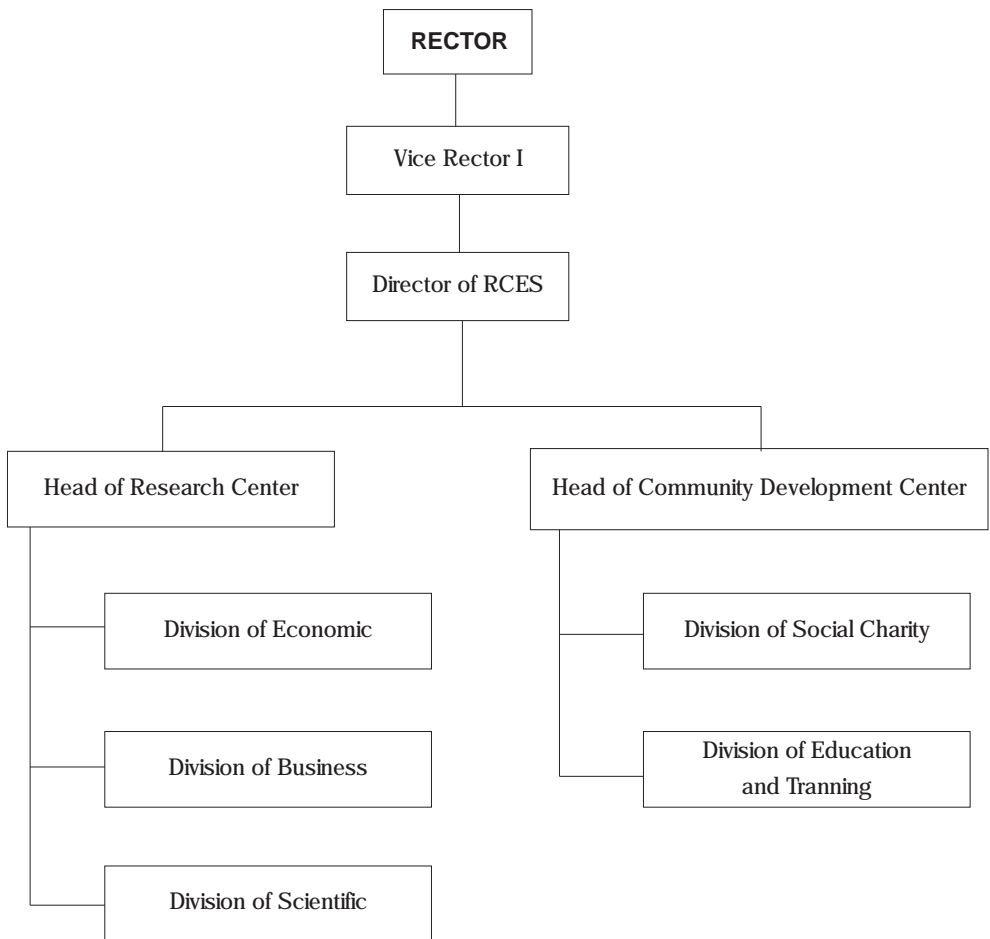 RECTOR
Vice Rector I
Director of RCES
Head of Research Center
Head of Community Development Center
Division of Economic
Division of Social Charity
Division of Business
Division of Education
and Tranning
Division of Scientific